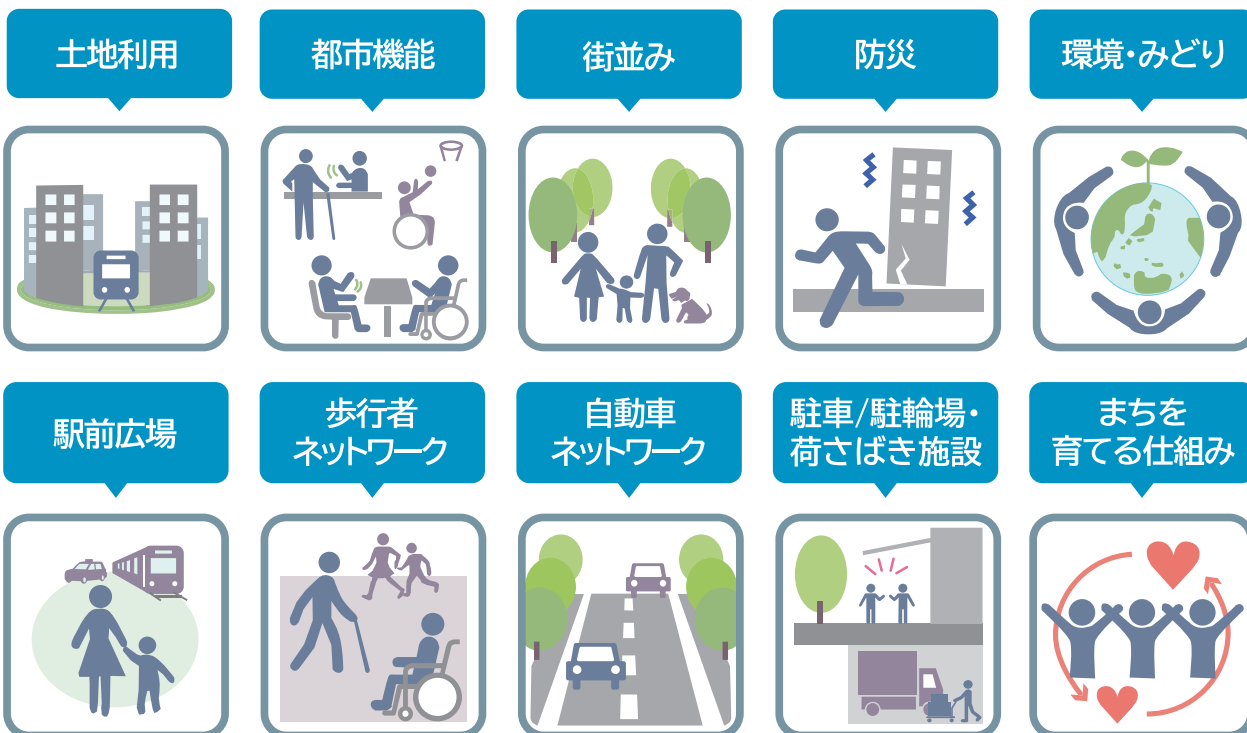 土地利用
都市機能
街並み
防災
環境・みどり
駅前広場
歩行者
ネットワーク
自動車
ネットワーク
駐車/駐輪場・
荷さばき施設
まちを
育てる仕組み